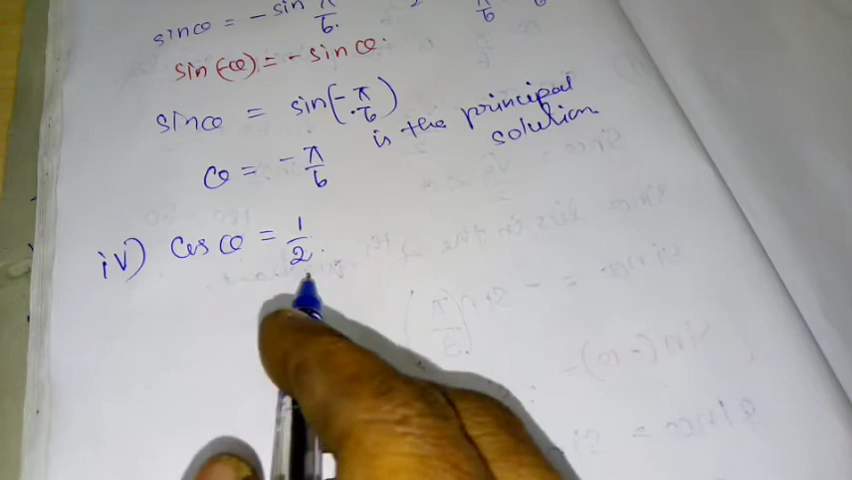 sinθ = - sin π/6.
sin(-θ) = - sinθ.
sinθ = sin(-π/6)
θ = -π/6 is the principal solution
iv) cosθ = 1/2.